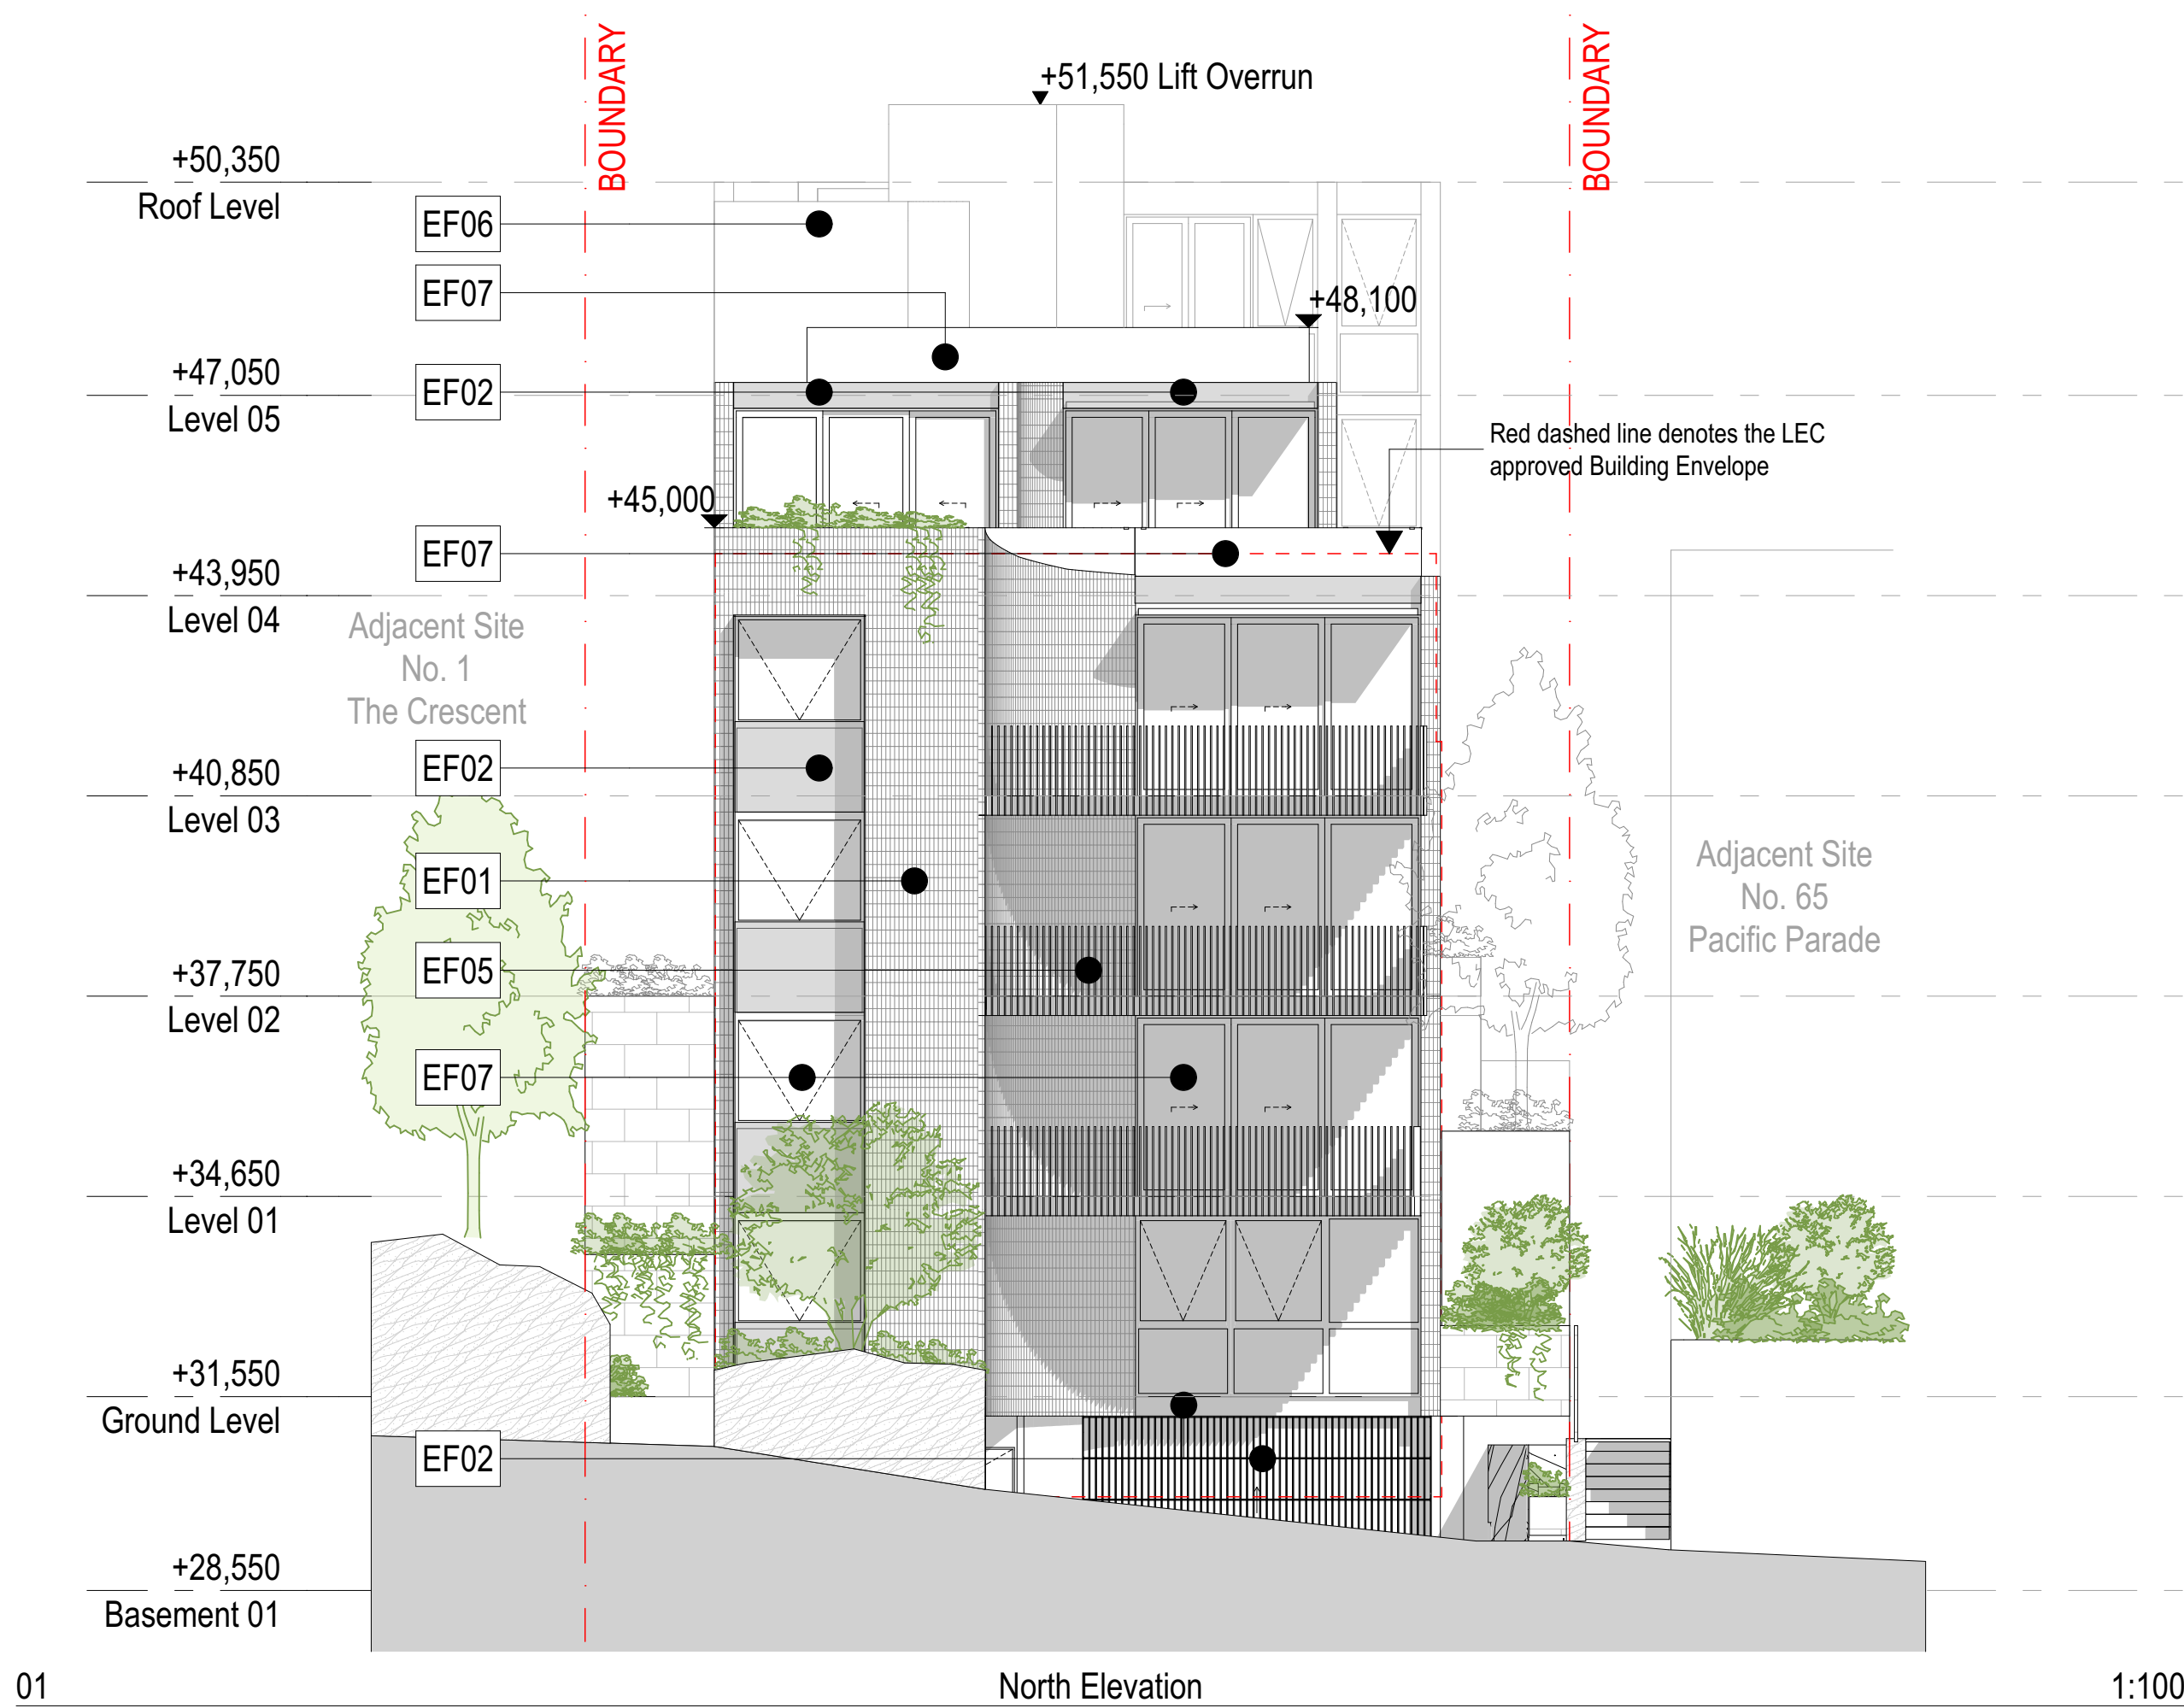 BOUNDARY
BOUNDARY
+51,550 Lift Overrun
+50,350
Roof Level
EF06
EF07
+48,100
+47,050
Level 05
EF02
Red dashed line denotes the LEC
approved Building Envelope
+45,000
EF07
+43,950
Level 04
Adjacent Site
No. 1
The Crescent
+40,850
Level 03
EF02
EF01
Adjacent Site
No. 65
Pacific Parade
+37,750
Level 02
EF05
EF07
+34,650
Level 01
+31,550
Ground Level
EF02
+28,550
Basement 01
01
North Elevation
1:100